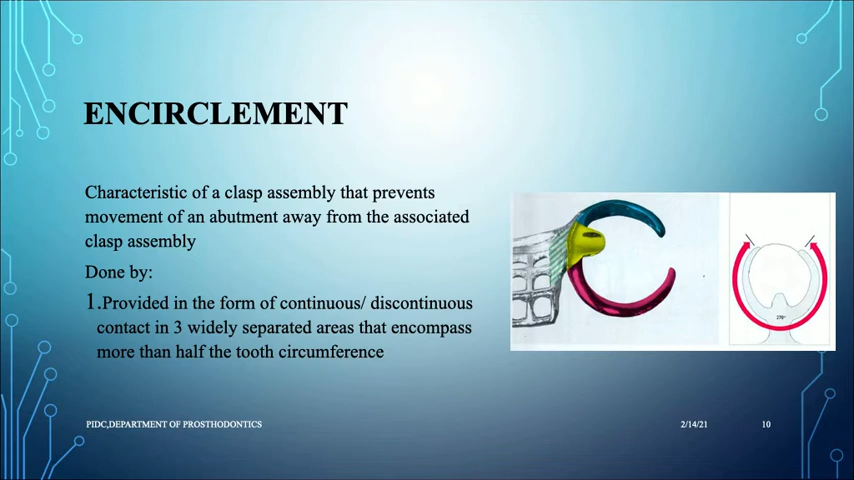 ENCIRCLEMENT
Characteristic of a clasp assembly that prevents
movement of an abutment away from the associated
clasp assembly
Done by:
1.Provided in the form of continuous/ discontinuous
contact in 3 widely separated areas that encompass
more than half the tooth circumference
270°
PIDC,DEPARTMENT OF PROSTHODONTICS
2/14/21
10